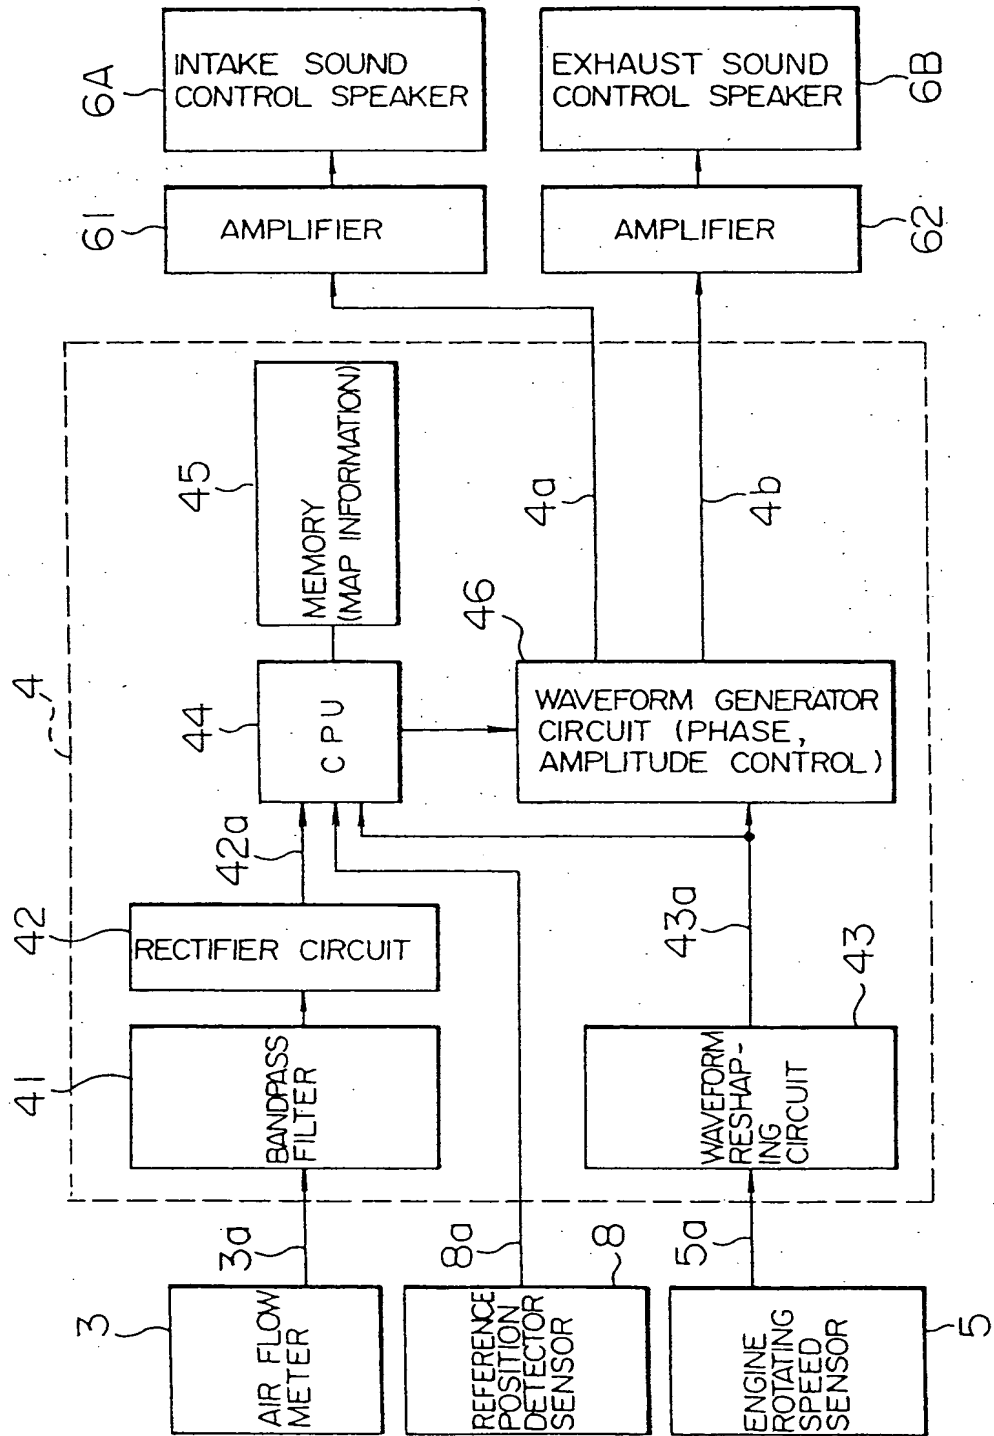 3
AIR FLOW
METER
3a
8
REFERENCE
POSITION
DETECTOR
SENSOR
8a
5
ENGINE
ROTATING
SPEED
SENSOR
5a
4
41
BANDPASS
FILTER
42
RECTIFIER CIRCUIT
42a
43
WAVEFORM
RESHAP-
ING
CIRCUIT
43a
44
CPU
45
MEMORY
(MAP INFORMATION)
46
WAVEFORM GENERATOR
CIRCUIT (PHASE,
AMPLITUDE CONTROL)
4a
4b
61
AMPLIFIER
62
AMPLIFIER
6A
INTAKE SOUND
CONTROL SPEAKER
6B
EXHAUST SOUND
CONTROL SPEAKER